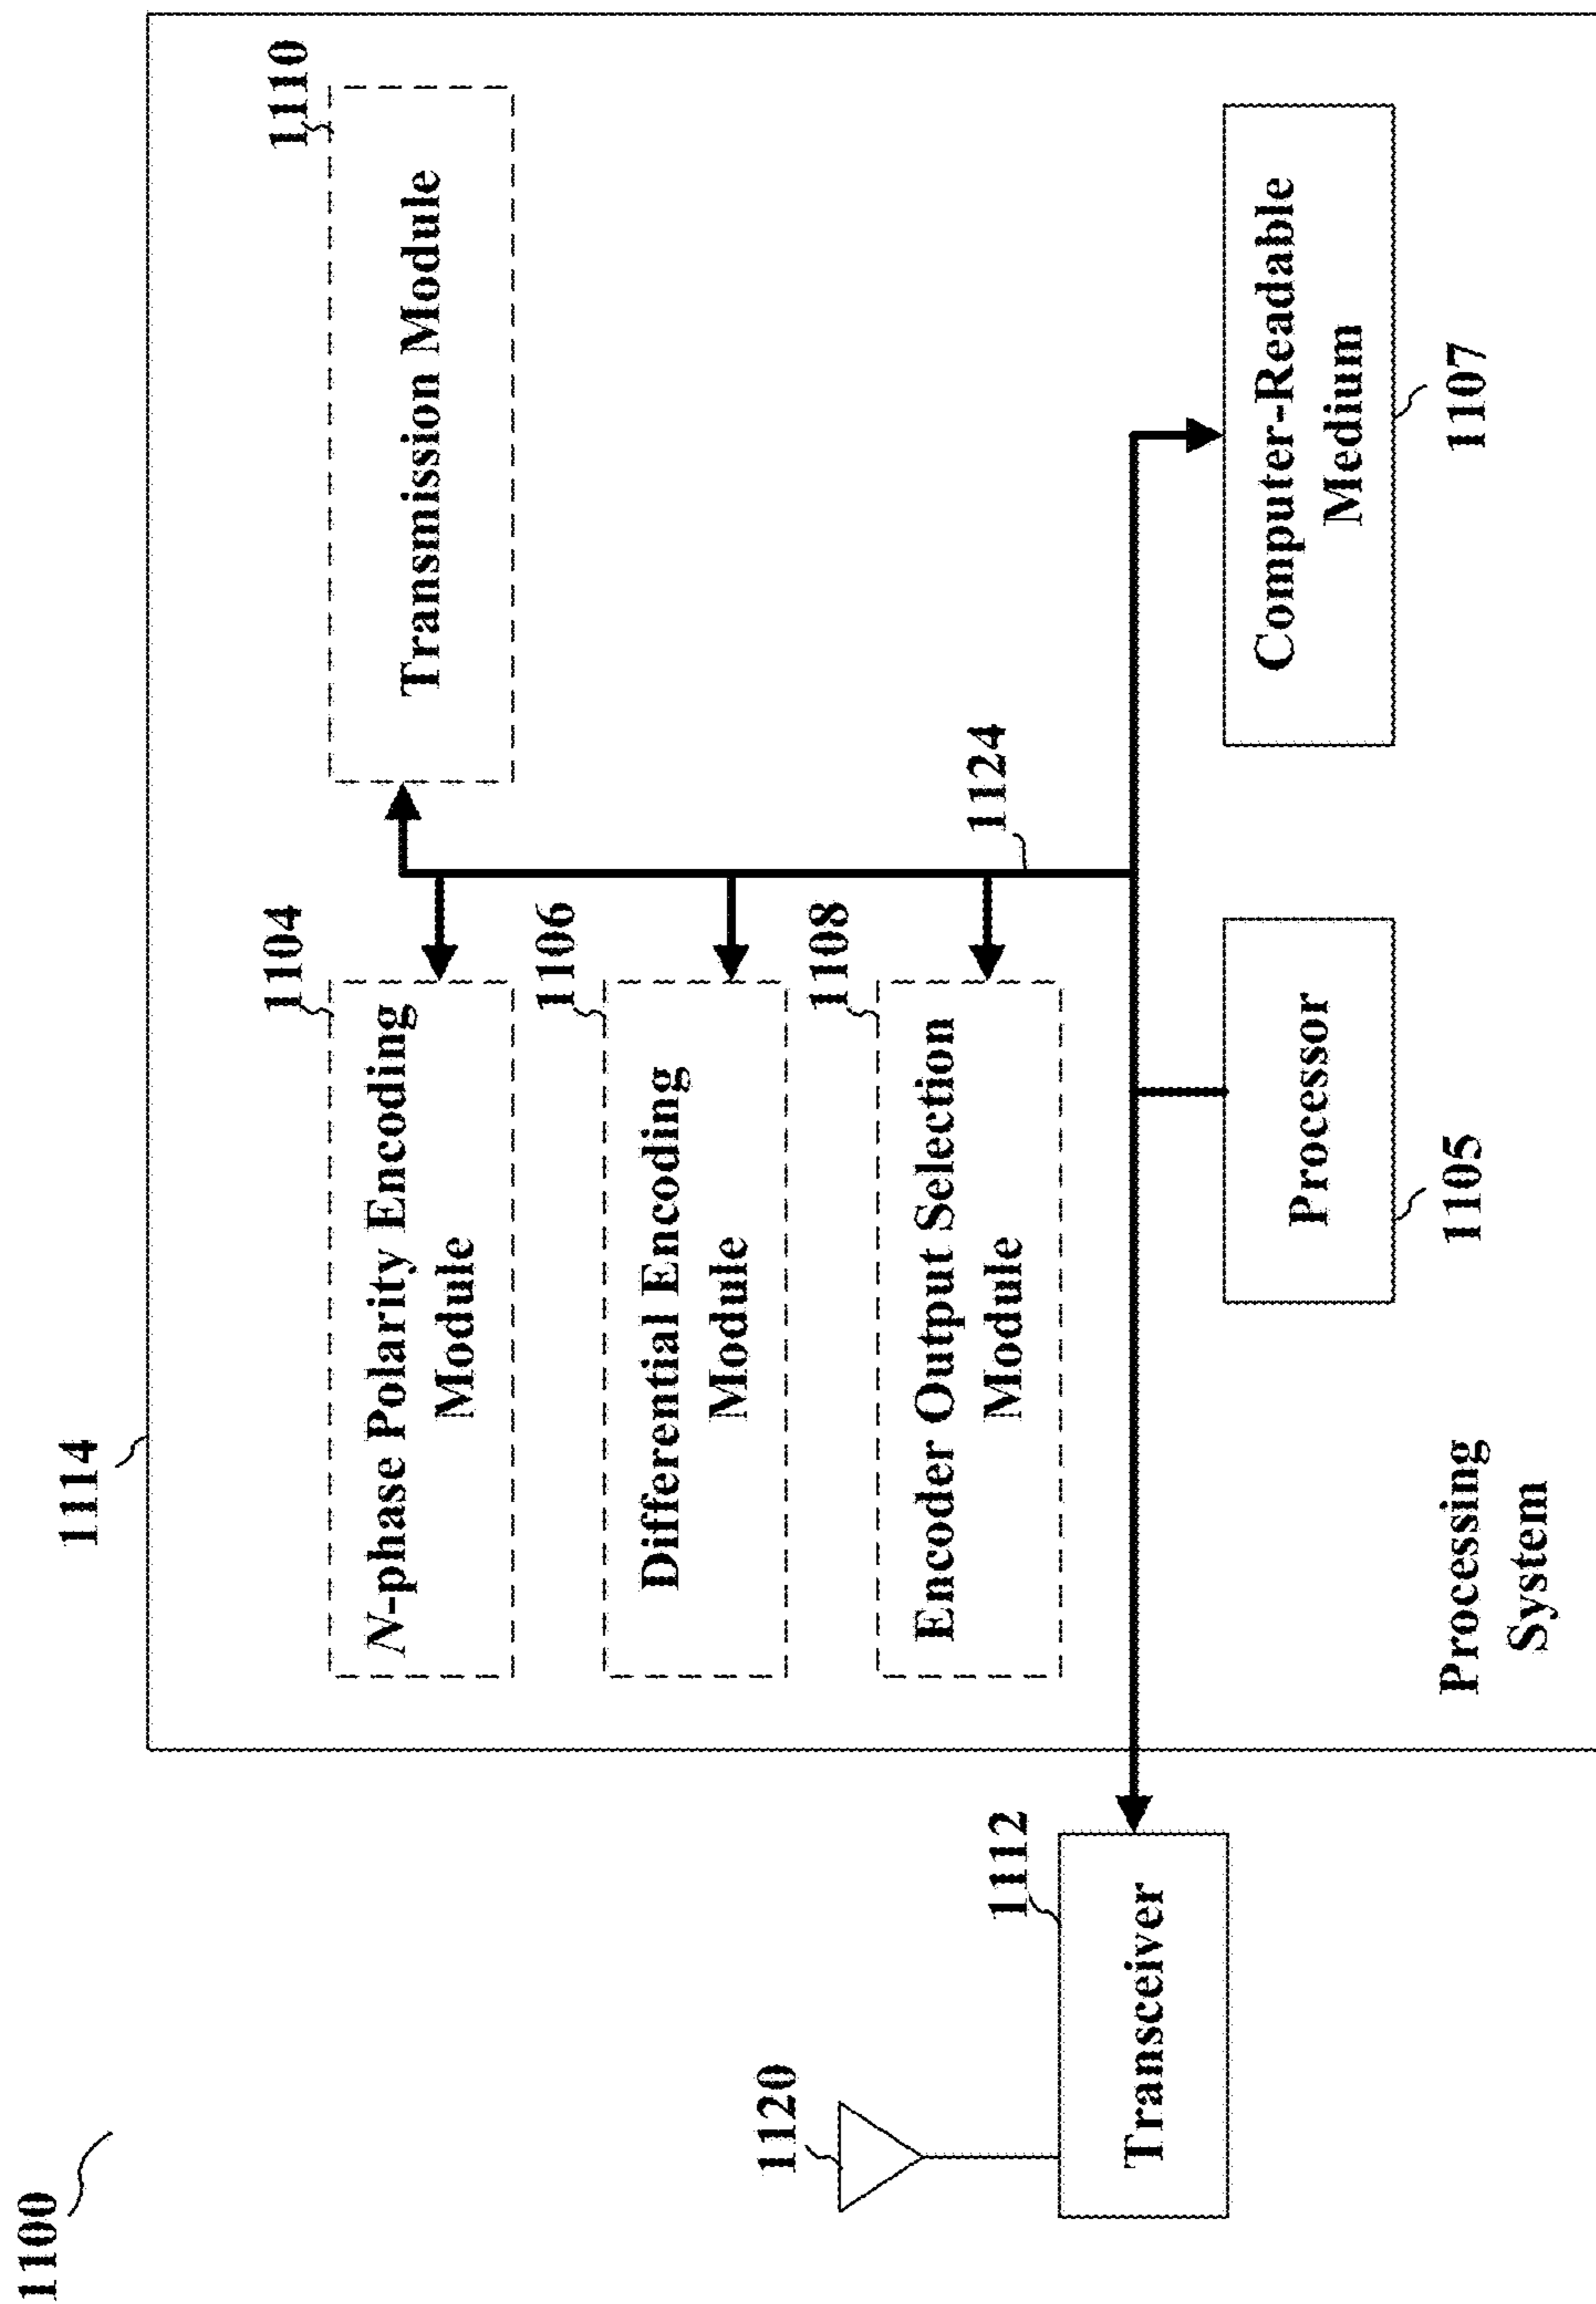 1100
1114
1104
N-phase Polarity Encoding
Module
1110
Transmission Module
1106
Differential Encoding
Module
1108
Encoder Output Selection
Module
1124
1120
1112
Transceiver
Processor
1105
Computer-Readable
Medium
1107
Processing
System